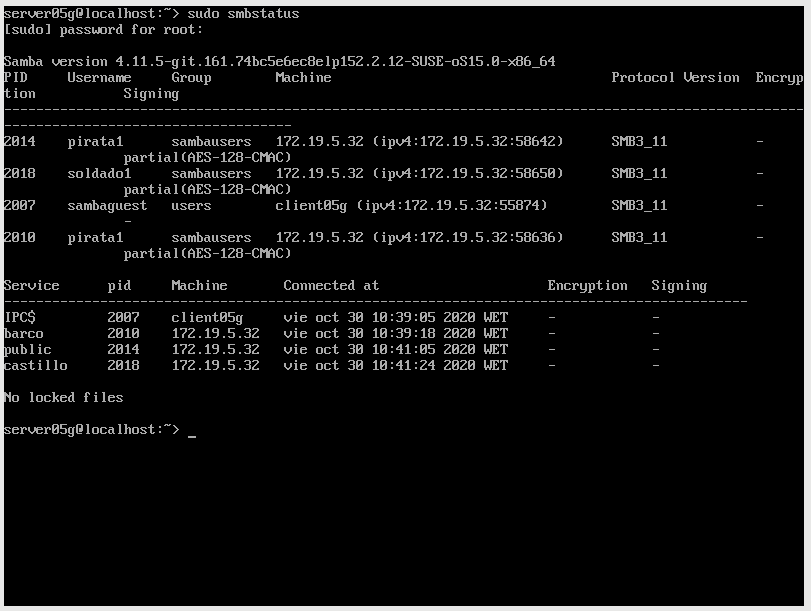 server05g@localhost:~> sudo smbstatus
[sudo] password for root:
Samba version 4.11.5-git.161.74bc5e6ec8elp152.2.12-SUSE-oS15.0-x86_64
PID     Username     Group        Machine                                   Protocol Version  Encryp
tion           Signing
----------------------------------------------------------------------------------------------------
------------------------------------
2014    pirata1      sambausers   172.19.5.32 (ipv4:172.19.5.32:58642)      SMB3_11           -
               partial(AES-128-CMAC)
2018    soldado1     sambausers   172.19.5.32 (ipv4:172.19.5.32:58650)      SMB3_11           -
               partial(AES-128-CMAC)
2007    sambaguest   users        client05g (ipv4:172.19.5.32:55874)        SMB3_11           -
               -
2010    pirata1      sambausers   172.19.5.32 (ipv4:172.19.5.32:58636)      SMB3_11           -
               partial(AES-128-CMAC)
Service      pid     Machine       Connected at                     Encryption   Signing
---------------------------------------------------------------------------------------------
IPC$         2007    client05g     vie oct 30 10:39:05 2020 WET     -            -
barco        2010    172.19.5.32   vie oct 30 10:39:18 2020 WET     -            -
public       2014    172.19.5.32   vie oct 30 10:41:05 2020 WET     -            -
castillo     2018    172.19.5.32   vie oct 30 10:41:24 2020 WET     -            -
No locked files
server05g@localhost:~> _